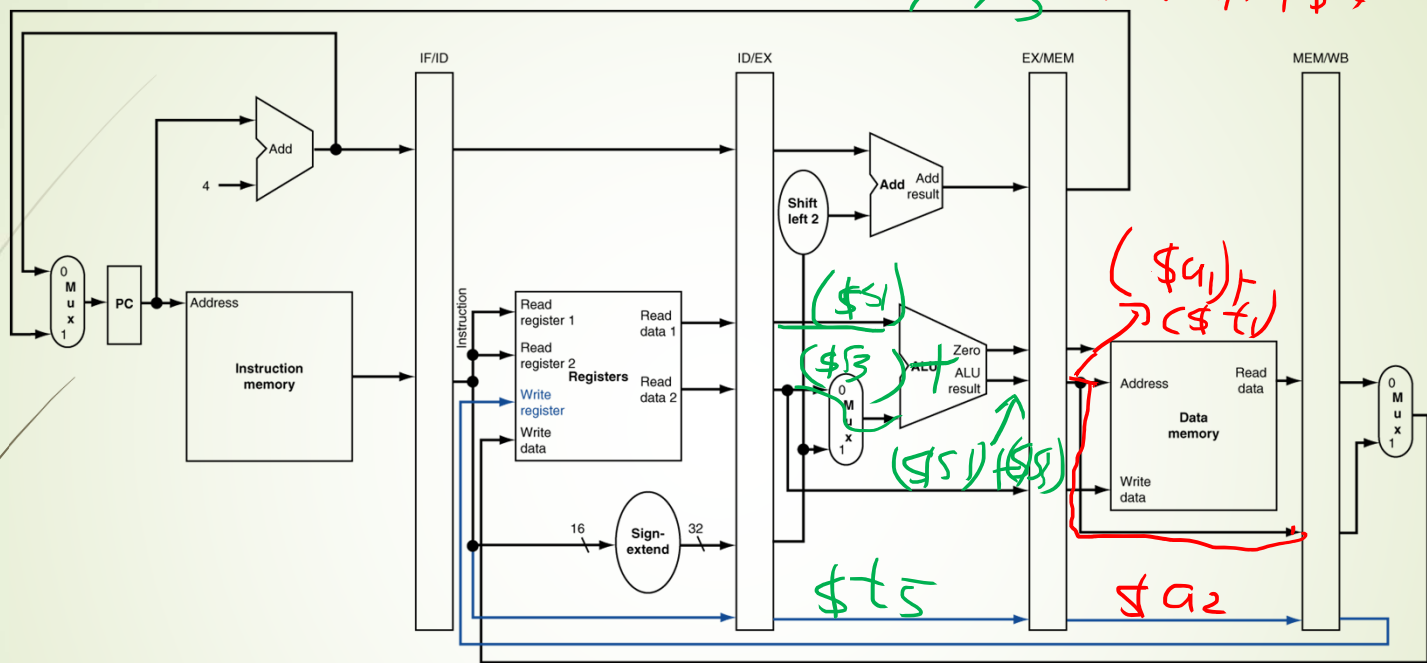 IF/ID
ID/EX
EX/MEM
MEM/WB
Add
4
Add
Add
result
Shift
left 2
0
M
u
x
1
PC
Address
Instruction
memory
Instruction
Read
register 1
Read
register 2
Write
register
Write
data
Registers
Read
data 1
Read
data 2
16
Sign-
extend
32
($s1)
0
M
u
x
1
ALU
Zero
ALU
result
+
$t5
($a1)+
($t1)
Address
Write
data
Data
memory
Read
data
$a2
0
M
u
x
1